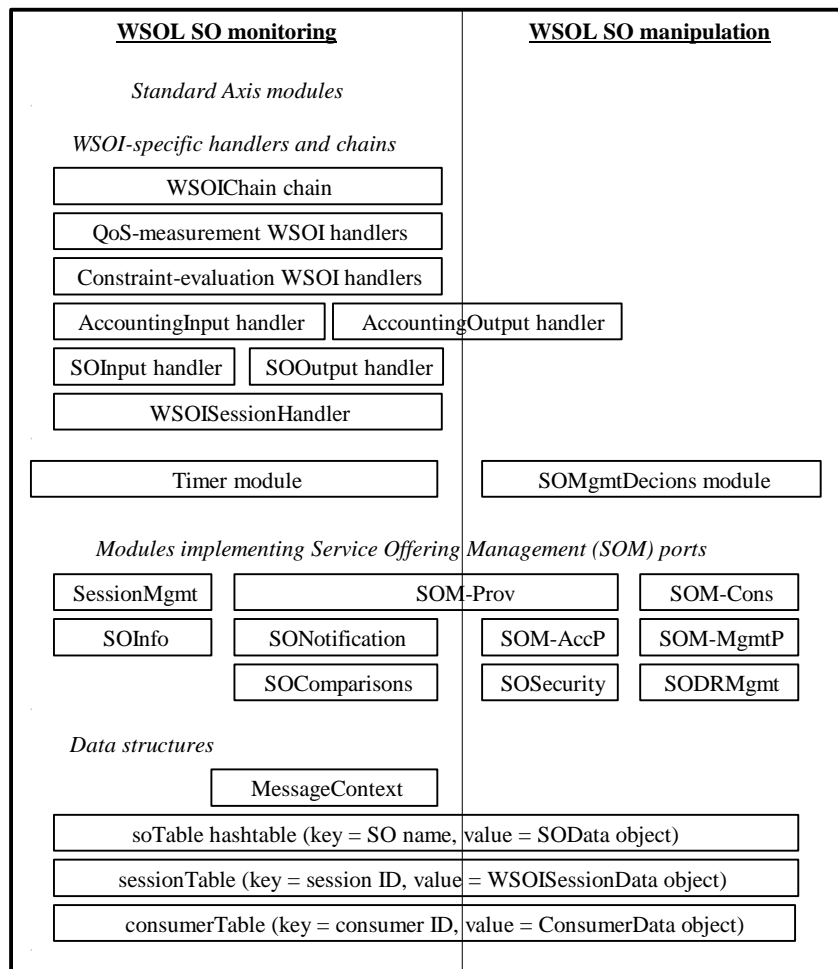 WSOL SO monitoring WSOL SO manipulation
Standard Axis modules
WSOI-specific handlers and chains
WSOIChain chain
QoS-measurement WSOI handlers
Constraint-evaluation WSOI handlers
AccountingInput handler AccountingOutput handler
SOInput handler SOOutput handler
WSOISessionHandler
Timer module SOMgmtDecions module
Modules implementing Service Offering Management (SOM) ports
SessionMgmt SOM-Prov SOM-Cons
SOInfo SONotification SOM-AccP SOM-MgmtP
SOComparisons SOSecurity SODRMgmt
Data structures
MessageContext
soTable hashtable (key = SO name, value = SOData object)
sessionTable (key = session ID, value = WSOISessionData object)
consumerTable (key = consumer ID, value = ConsumerData object)